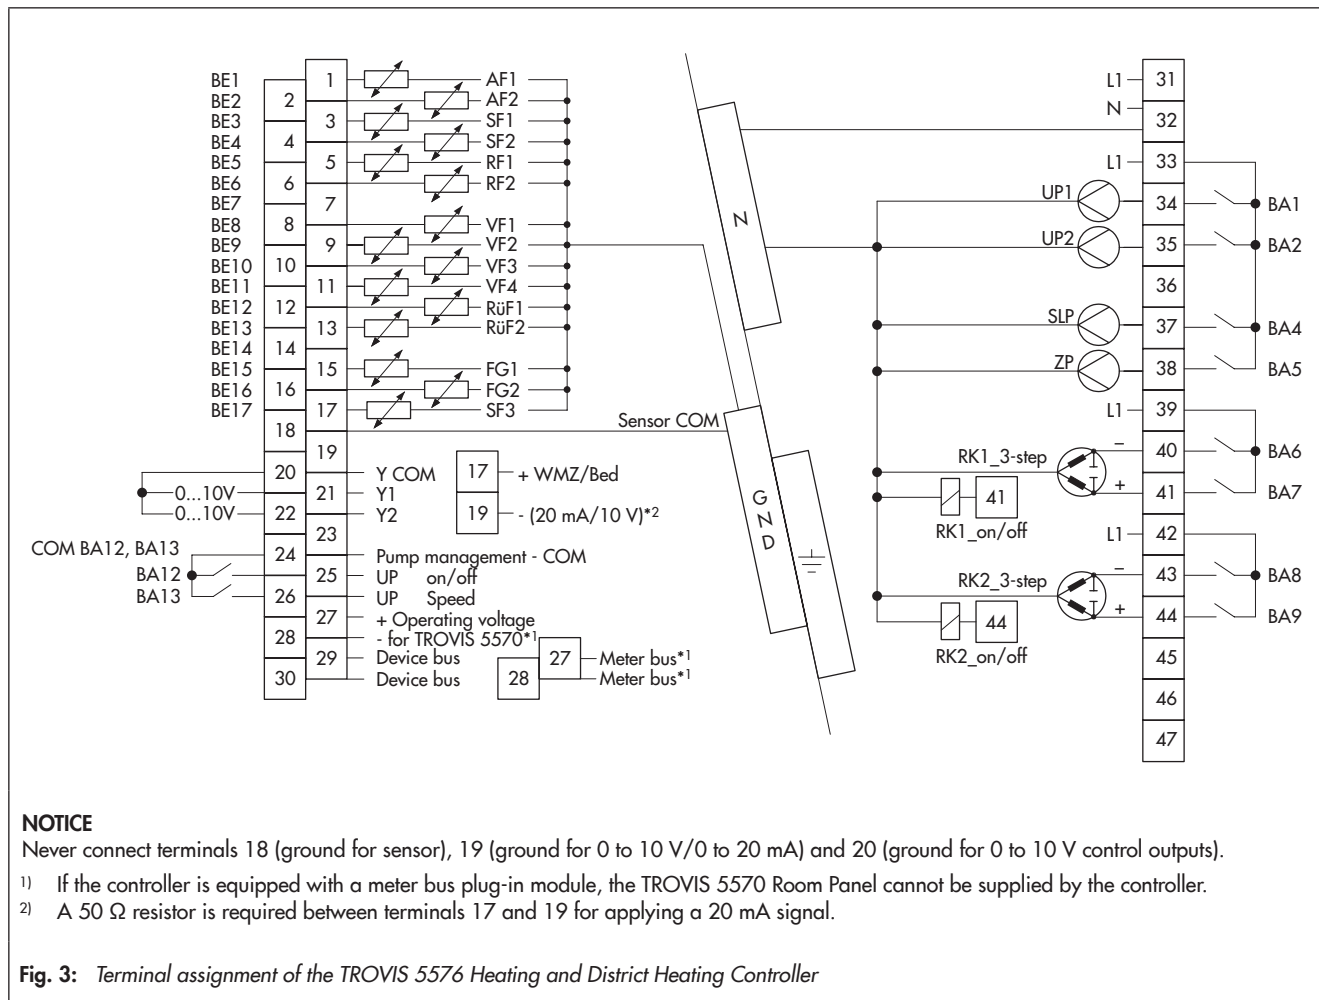 BE1 1 AF1
BE2 2 AF2
BE3 3 SF1
BE4 4 SF2
BE5 5 RF1
BE6 6 RF2
BE7 7
BE8 8 VF1
BE9 9 VF2
BE10 10 VF3
BE11 11 VF4
BE12 12 RüF1
BE13 13 RüF2
BE14 14
BE15 15 FG1
BE16 16 FG2
BE17 17 SF3
18 Sensor COM
19
20 Y COM
0...10V 21 Y1
0...10V 22 Y2
17 + WMZ/Bed
19 - (20 mA/10 V)*2
23
COM BA12, BA13 24 Pump management - COM
BA12 25 UP on/off
BA13 26 UP Speed
27 + Operating voltage
28 - for TROVIS 5570*1
29 Device bus
30 Device bus
27 Meter bus*1
28 Meter bus*1
N
GND
L1 31
N 32
L1 33
UP1 34 BA1
UP2 35 BA2
36
SLP 37 BA4
ZP 38 BA5
L1 39
RK1_3-step − 40 BA6
+ 41 BA7
41
RK1_on/off
L1 42
RK2_3-step − 43 BA8
+ 44 BA9
44
RK2_on/off
45
46
47
NOTICE
Never connect terminals 18 (ground for sensor), 19 (ground for 0 to 10 V/0 to 20 mA) and 20 (ground for 0 to 10 V control outputs).
1) If the controller is equipped with a meter bus plug-in module, the TROVIS 5570 Room Panel cannot be supplied by the controller.
2) A 50 Ω resistor is required between terminals 17 and 19 for applying a 20 mA signal.
Fig. 3: Terminal assignment of the TROVIS 5576 Heating and District Heating Controller